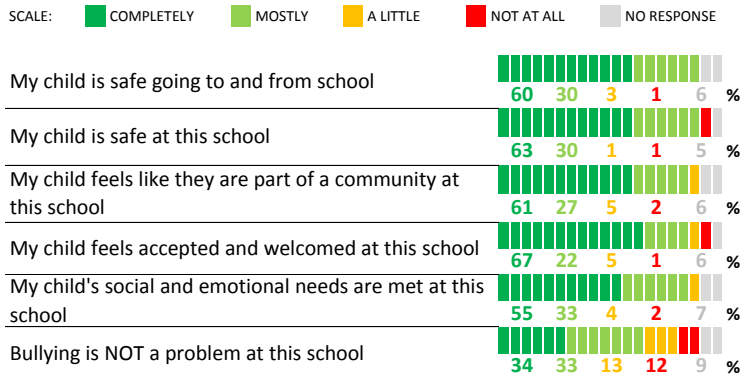 SCALE: COMPLETELY MOSTLY A LITTLE NOT AT ALL NO RESPONSE
My child is safe going to and from school
60 30 3 1 6 %
My child is safe at this school
63 30 1 1 5 %
My child feels like they are part of a community at
this school
61 27 5 2 6 %
My child feels accepted and welcomed at this school
67 22 5 1 6 %
My child's social and emotional needs are met at this
school
55 33 4 2 7 %
Bullying is NOT a problem at this school
34 33 13 12 9 %